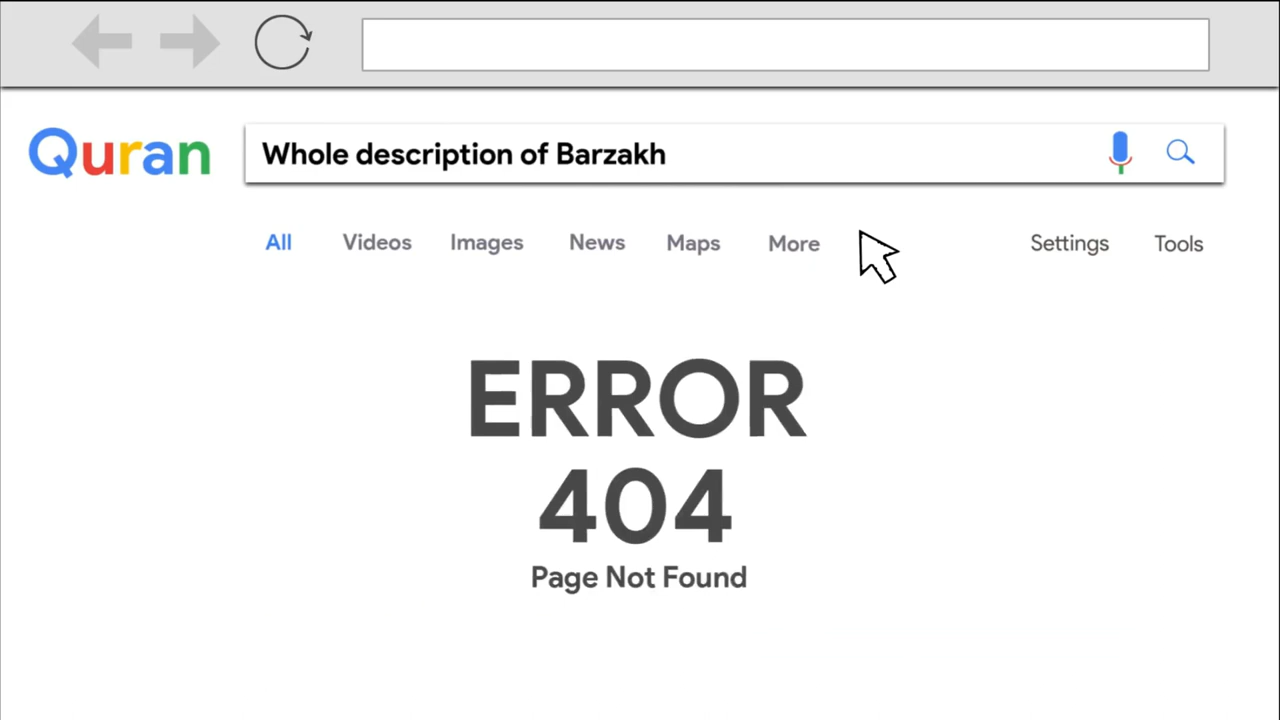 Quran Whole description of Barzakh
All Videos Images News Maps More Settings Tools
ERROR
404
Page Not Found